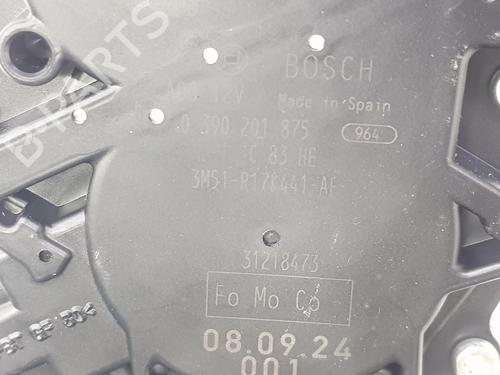 BOSCH
12V Made in Spain
0 390 201 875 964
C 83 HE
3M51-R17K441-AF
31218473
Fo Mo Co
08.09.24
001